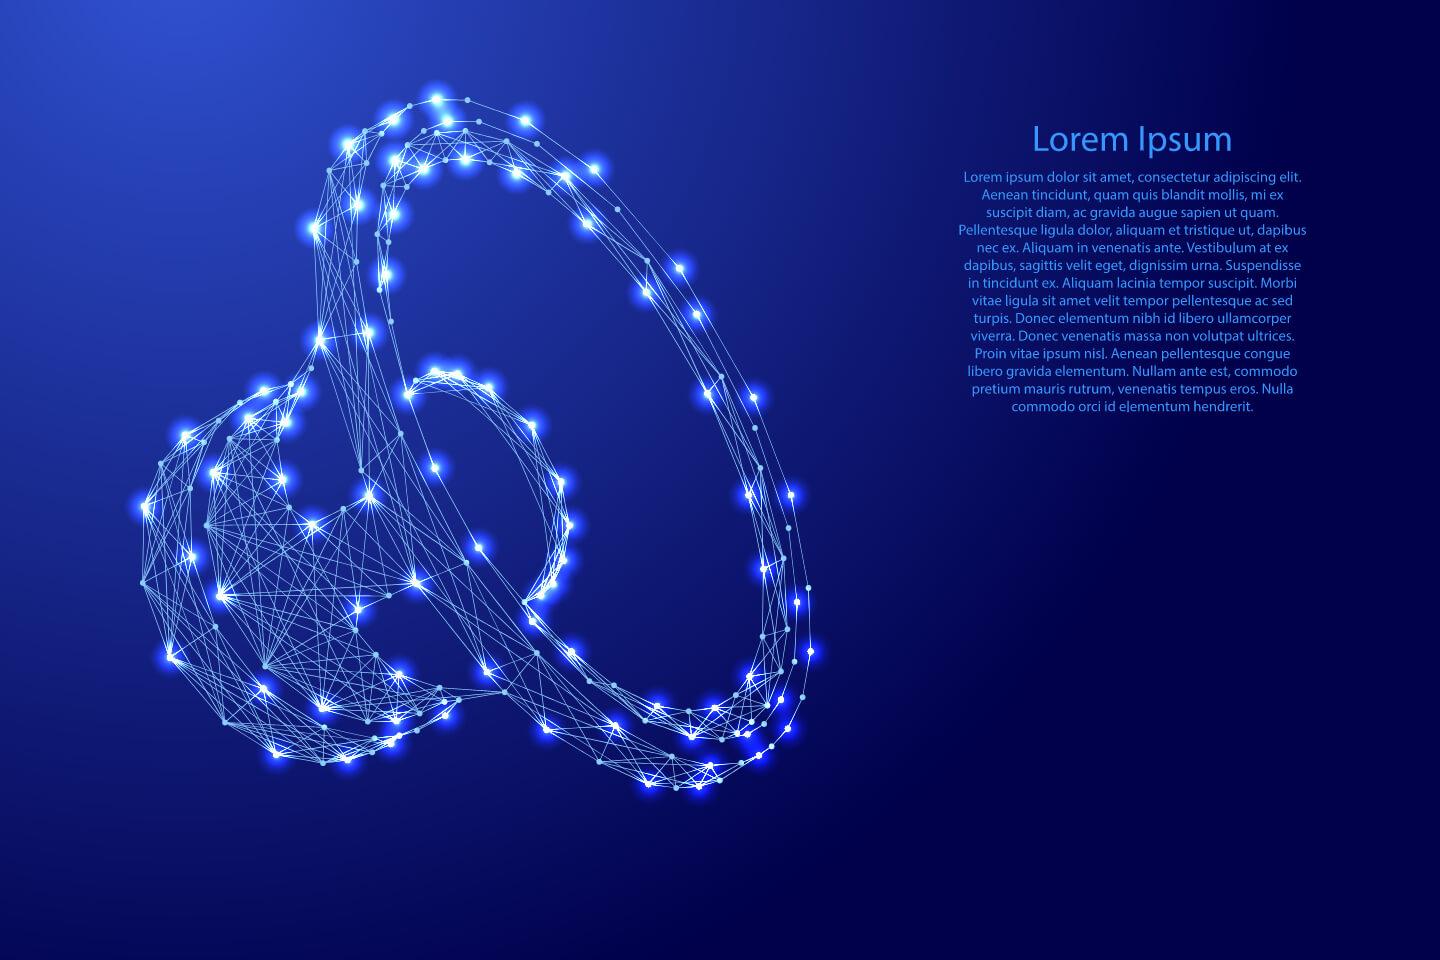 Lorem Ipsum
Lorem ipsum dolor sit amet, consectetur adipiscing elit.
Aenean tincidunt, quam quis blandit mollis, mi ex
suscipit diam, ac gravida augue sapien ut quam.
Pellentesque ligula dolor, aliquam et tristique ut, dapibus
nec ex. Aliquam in venenatis ante. Vestibulum at ex
dapibus, sagittis velit eget, dignissim urna. Suspendisse
in tincidunt ex. Aliquam lacinia tempor suscipit. Morbi
vitae ligula sit amet velit tempor pellentesque ac sed
turpis. Donec elementum nibh id libero ullamcorper
viverra. Donec venenatis massa non volutpat ultrices.
Proin vitae ipsum nisl. Aenean pellentesque congue
libero gravida elementum. Nullam ante est, commodo
pretium mauris rutrum, venenatis tempus eros. Nulla
commodo orci id elementum hendrerit.